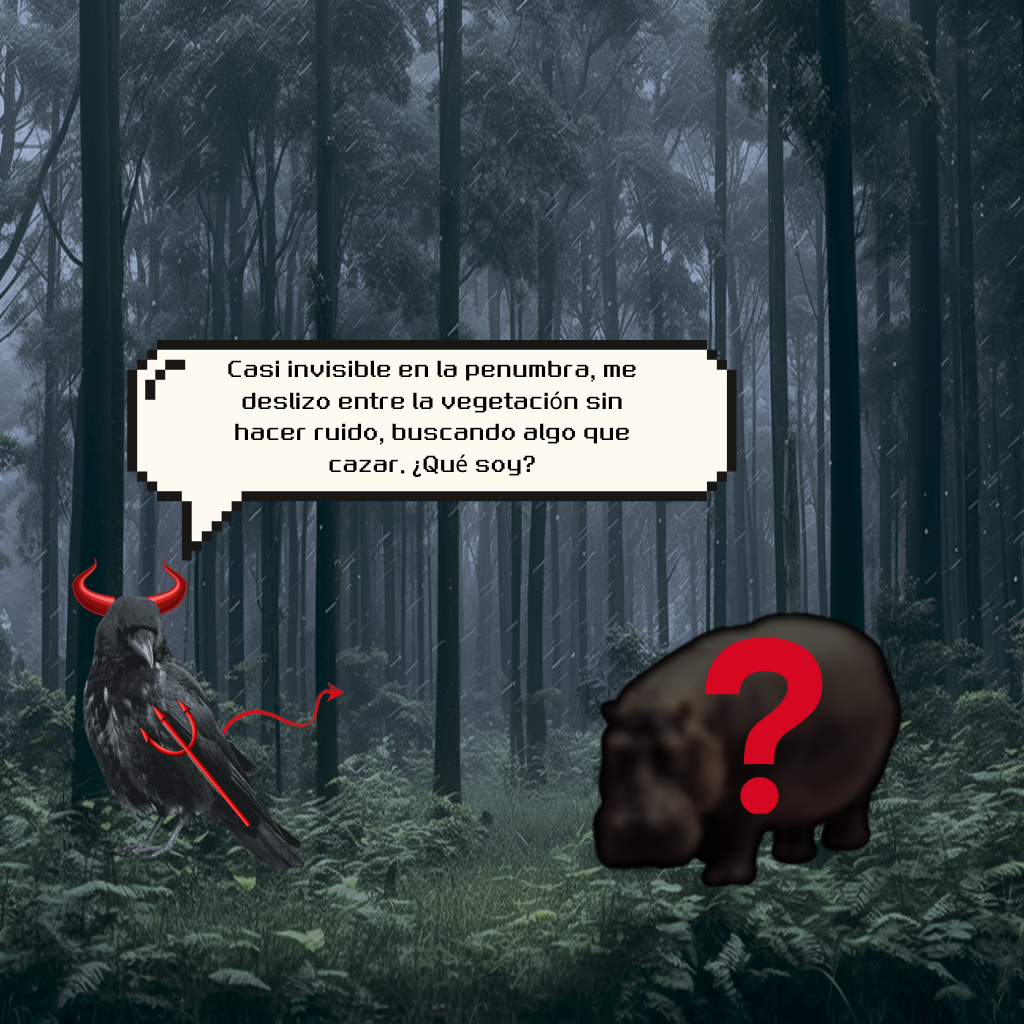 Casi invisible en la penumbra, me
deslizo entre la vegetación sin
hacer ruido, buscando algo que
cazar. ¿Qué soy?
?